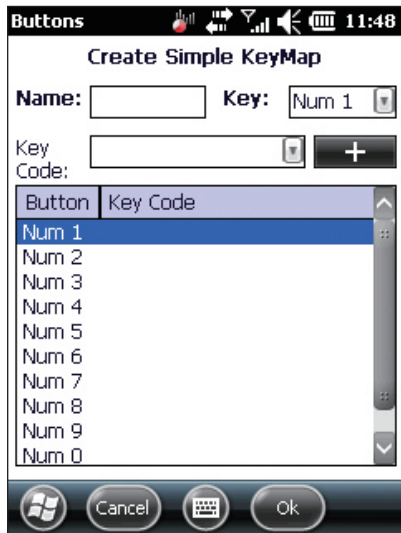 Buttons 11:48
Create Simple KeyMap
Name: Key: Num 1
Key
Code: +
Button Key Code
Num 1
Num 2
Num 3
Num 4
Num 5
Num 6
Num 7
Num 8
Num 9
Num 0
Cancel Ok